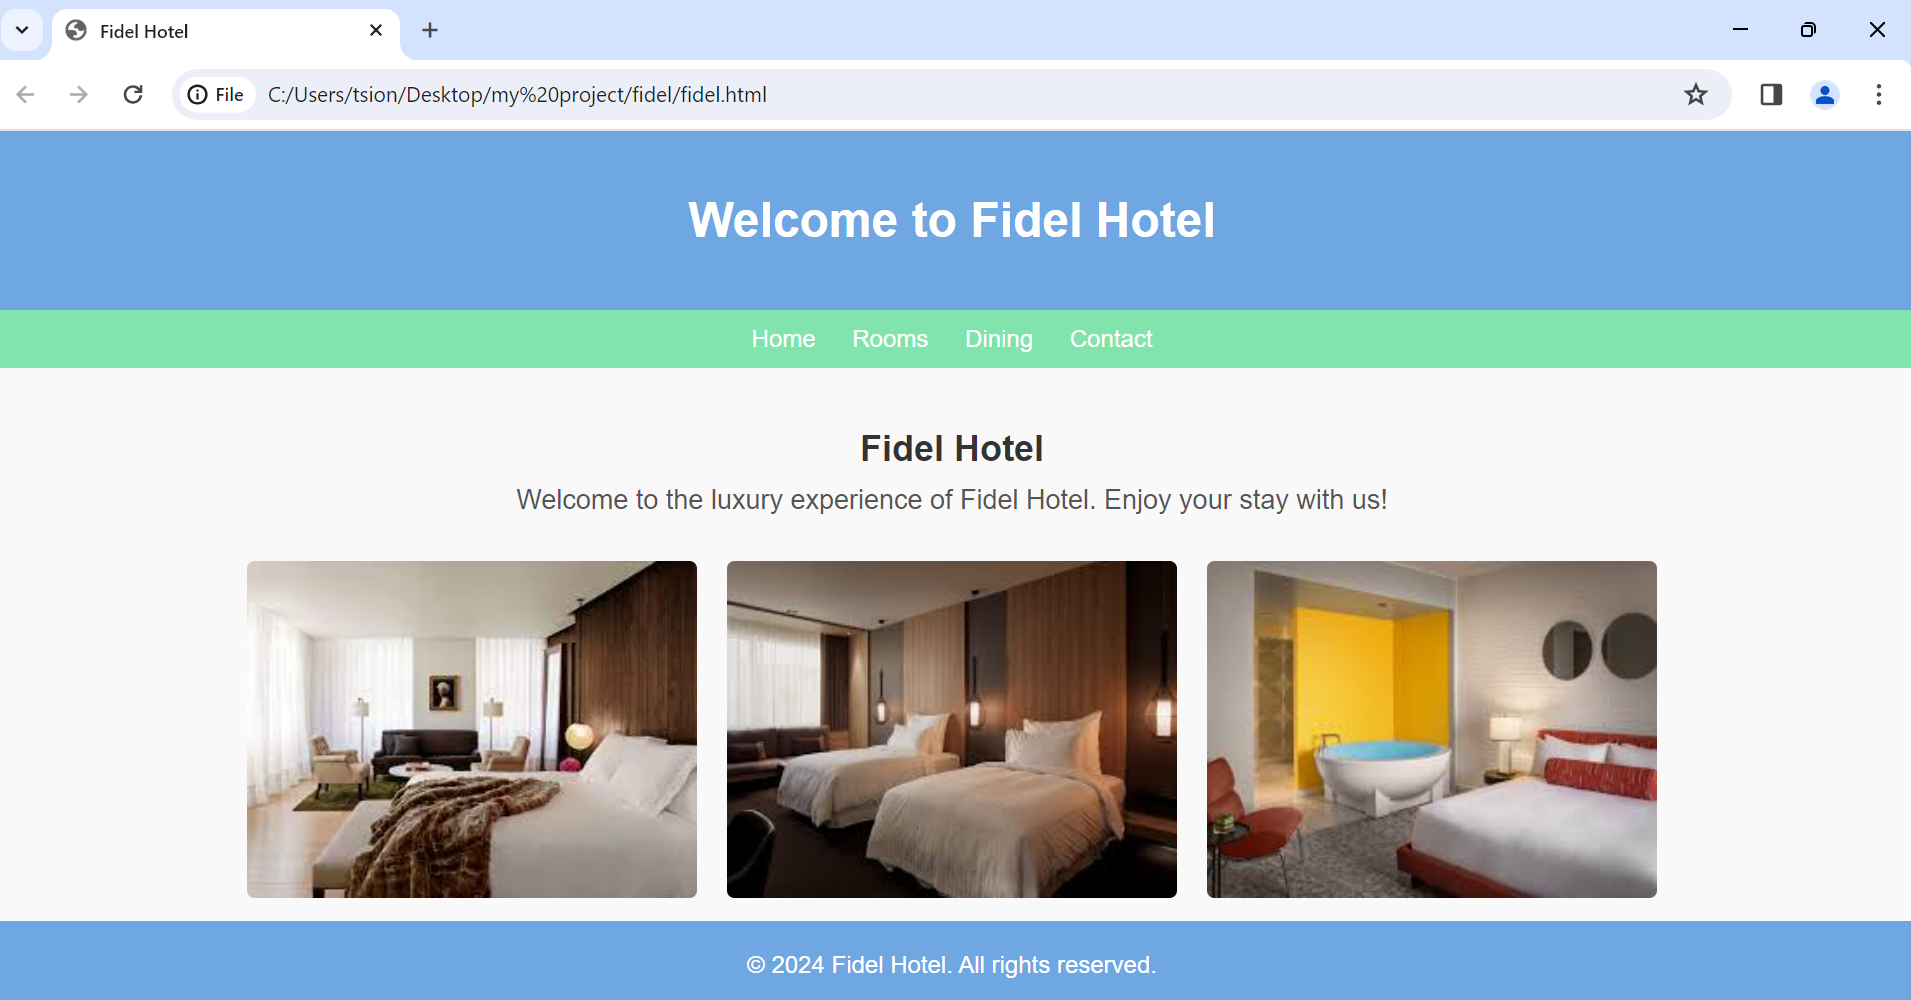 Fidel Hotel
File C:/Users/tsion/Desktop/my%20project/fidel/fidel.html
Welcome to Fidel Hotel
Home Rooms Dining Contact
Fidel Hotel
Welcome to the luxury experience of Fidel Hotel. Enjoy your stay with us!
© 2024 Fidel Hotel. All rights reserved.